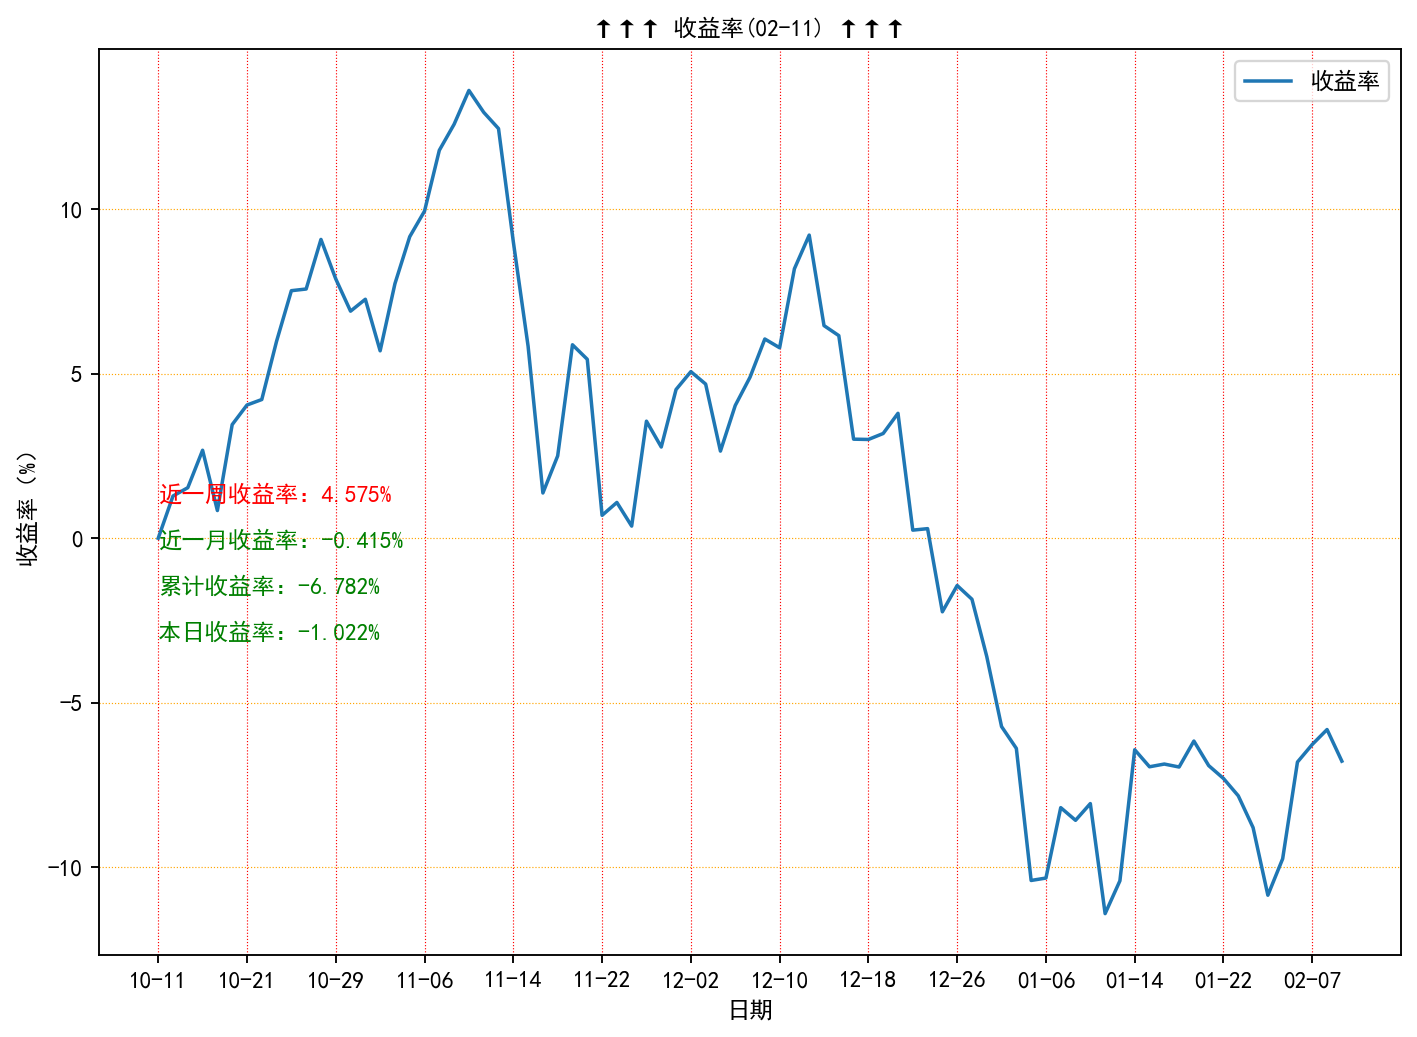 ↑↑↑ 收益率(02-11) ↑↑↑
收益率
10
5
0
-5
-10
收益率 (%)
近一周收益率：4.575%
近一月收益率：-0.415%
累计收益率：-6.782%
本日收益率：-1.022%
10-11 10-21 10-29 11-06 11-14 11-22 12-02 12-10 12-18 12-26 01-06 01-14 01-22 02-07
日期